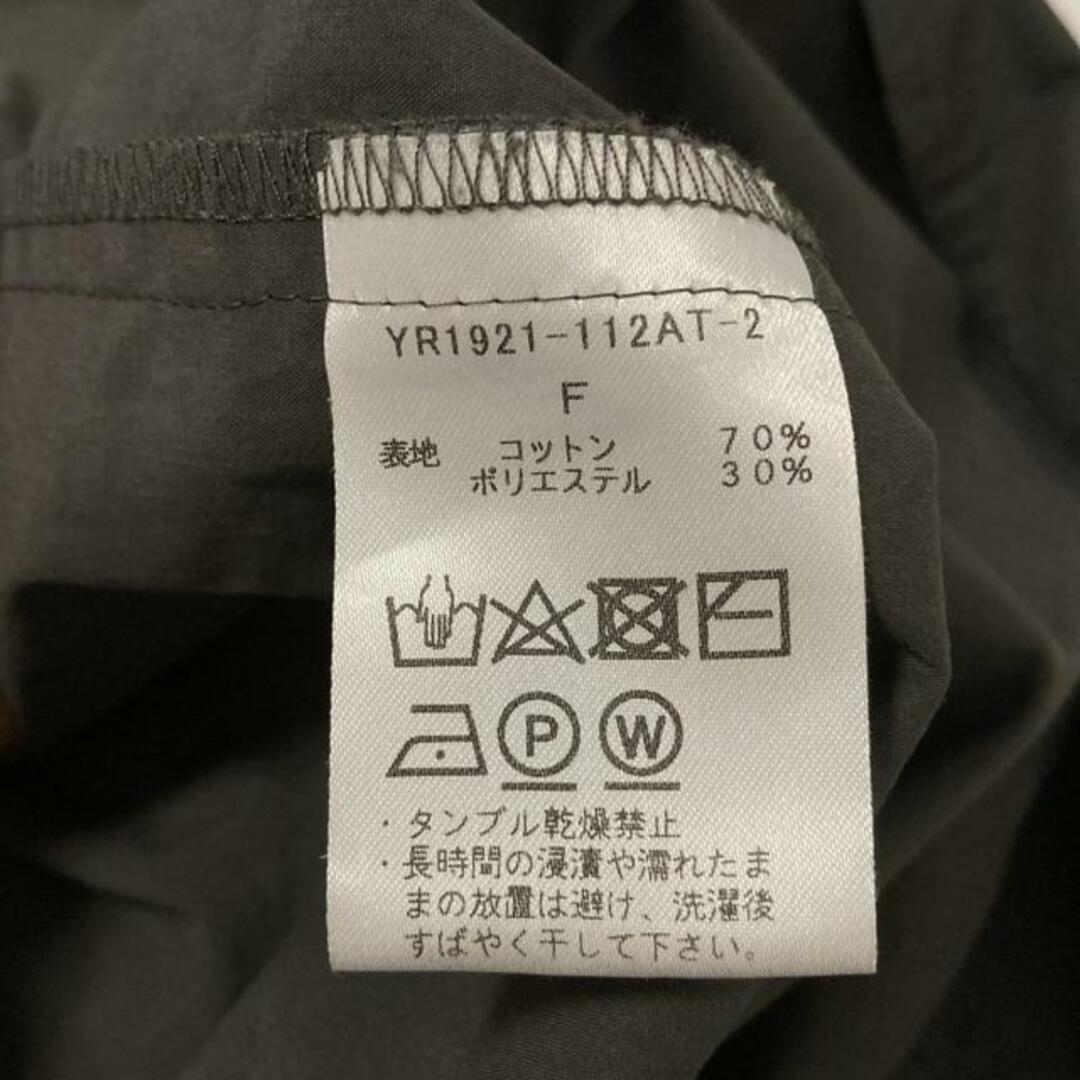 YR1921-112AT-2
F
表地 コットン 70%
ポリエステル 30%
P W
・タンブル乾燥禁止
・長時間の浸漬や濡れたま
まの放置は避け、洗濯後
すばやく干して下さい。